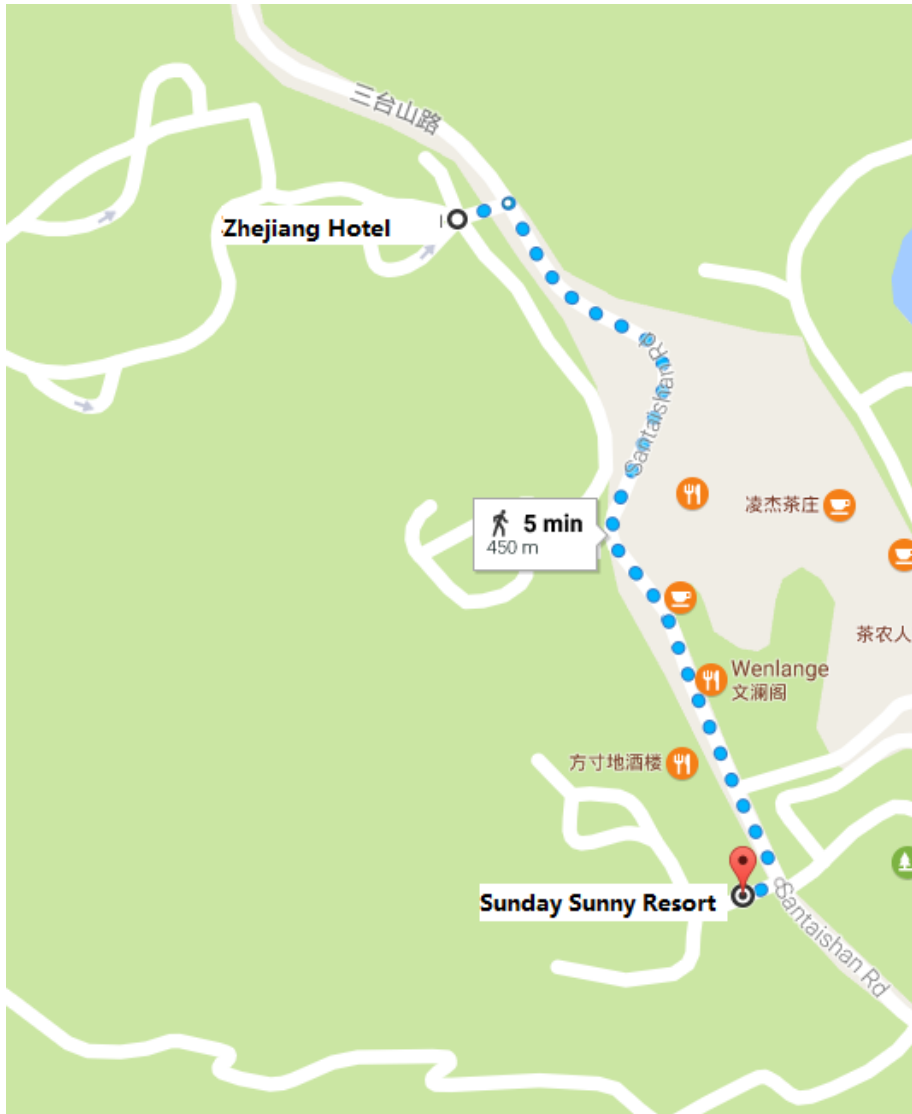 三台山路
Zhejiang Hotel
Santaishan Rd
凌杰茶庄
5 min
450 m
茶农人
Wenlange
文澜阁
方寸地酒楼
Sunday Sunny Resort
Santaishan Rd